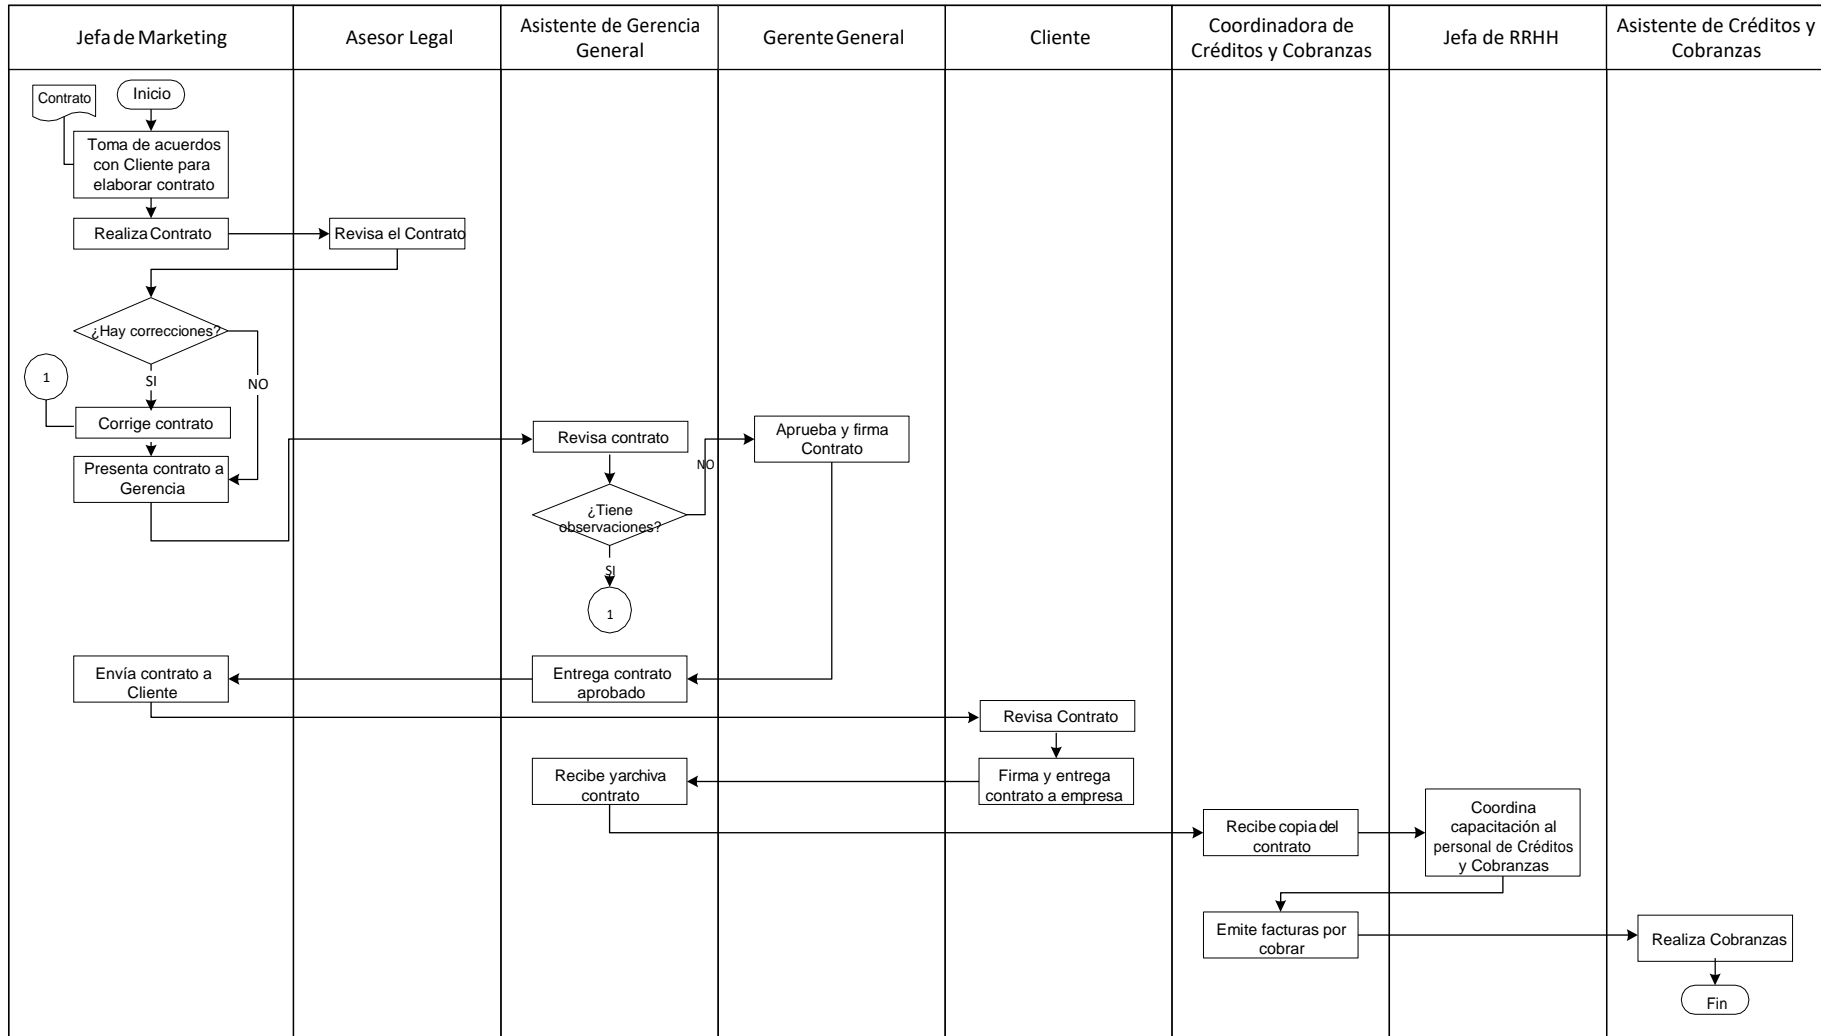 Jefa de Marketing
Asesor Legal
Asistente de Gerencia
General
Gerente General
Cliente
Coordinadora de
Créditos y Cobranzas
Jefa de RRHH
Asistente de Créditos y
Cobranzas
Contrato
Inicio
Toma de acuerdos
con Cliente para
elaborar contrato
Realiza Contrato
Revisa el Contrato
¿Hay correcciones?
1
SI
NO
Corrige contrato
Presenta contrato a
Gerencia
Revisa contrato
Aprueba y firma
Contrato
NO
¿Tiene
observaciones?
SI
1
Envía contrato a
Cliente
Entrega contrato
aprobado
Revisa Contrato
Recibe y archiva
contrato
Firma y entrega
contrato a empresa
Recibe copia del
contrato
Coordina
capacitación al
personal de Créditos
y Cobranzas
Emite facturas por
cobrar
Realiza Cobranzas
Fin